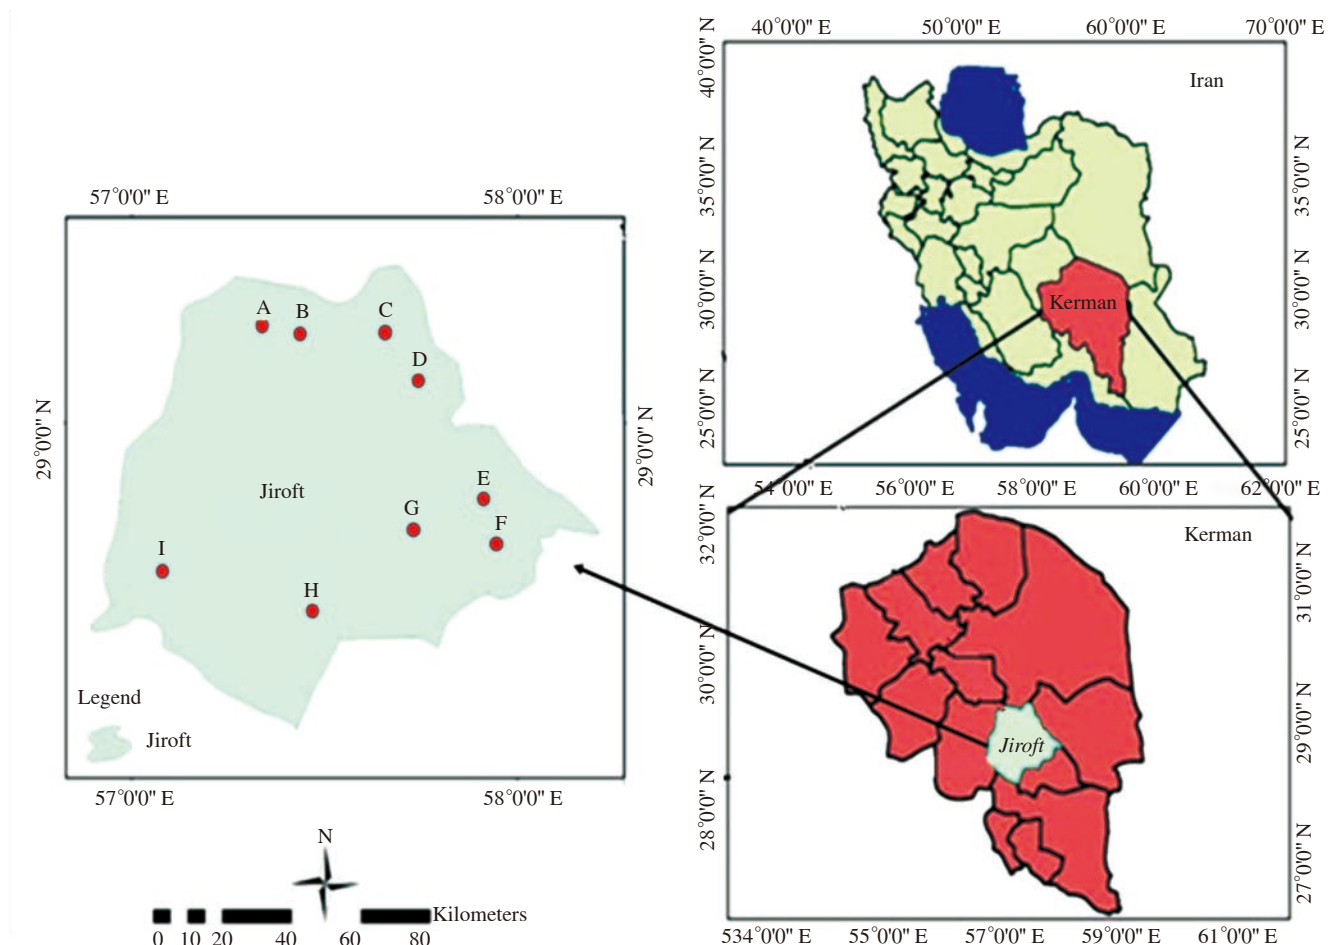 57°0'0" E 58°0'0" E
29°0'0" N
29°0'0" N
A
B
C
D
Jiroft
E
G
F
I
H
Legend
Jiroft
57°0'0" E 58°0'0" E
N
Kilometers
0 10 20 40 60 80
40°0'0" E 50°0'0" E 60°0'0" E 70°0'0" E
40°0'0" N
35°0'0" N
30°0'0" N
25°0'0" N
Iran
Kerman
35°0'0" N
30°0'0" N
25°0'0" N
54°0'0" E 56°0'0" E 58°0'0" E 60°0'0" E 62°0'0" E
32°0'0" N
30°0'0" N
28°0'0" N
Kerman
Jiroft
31°0'0" N
29°0'0" N
27°0'0" N
534°0'0" E 55°0'0" E 57°0'0" E 59°0'0" E 61°0'0" E